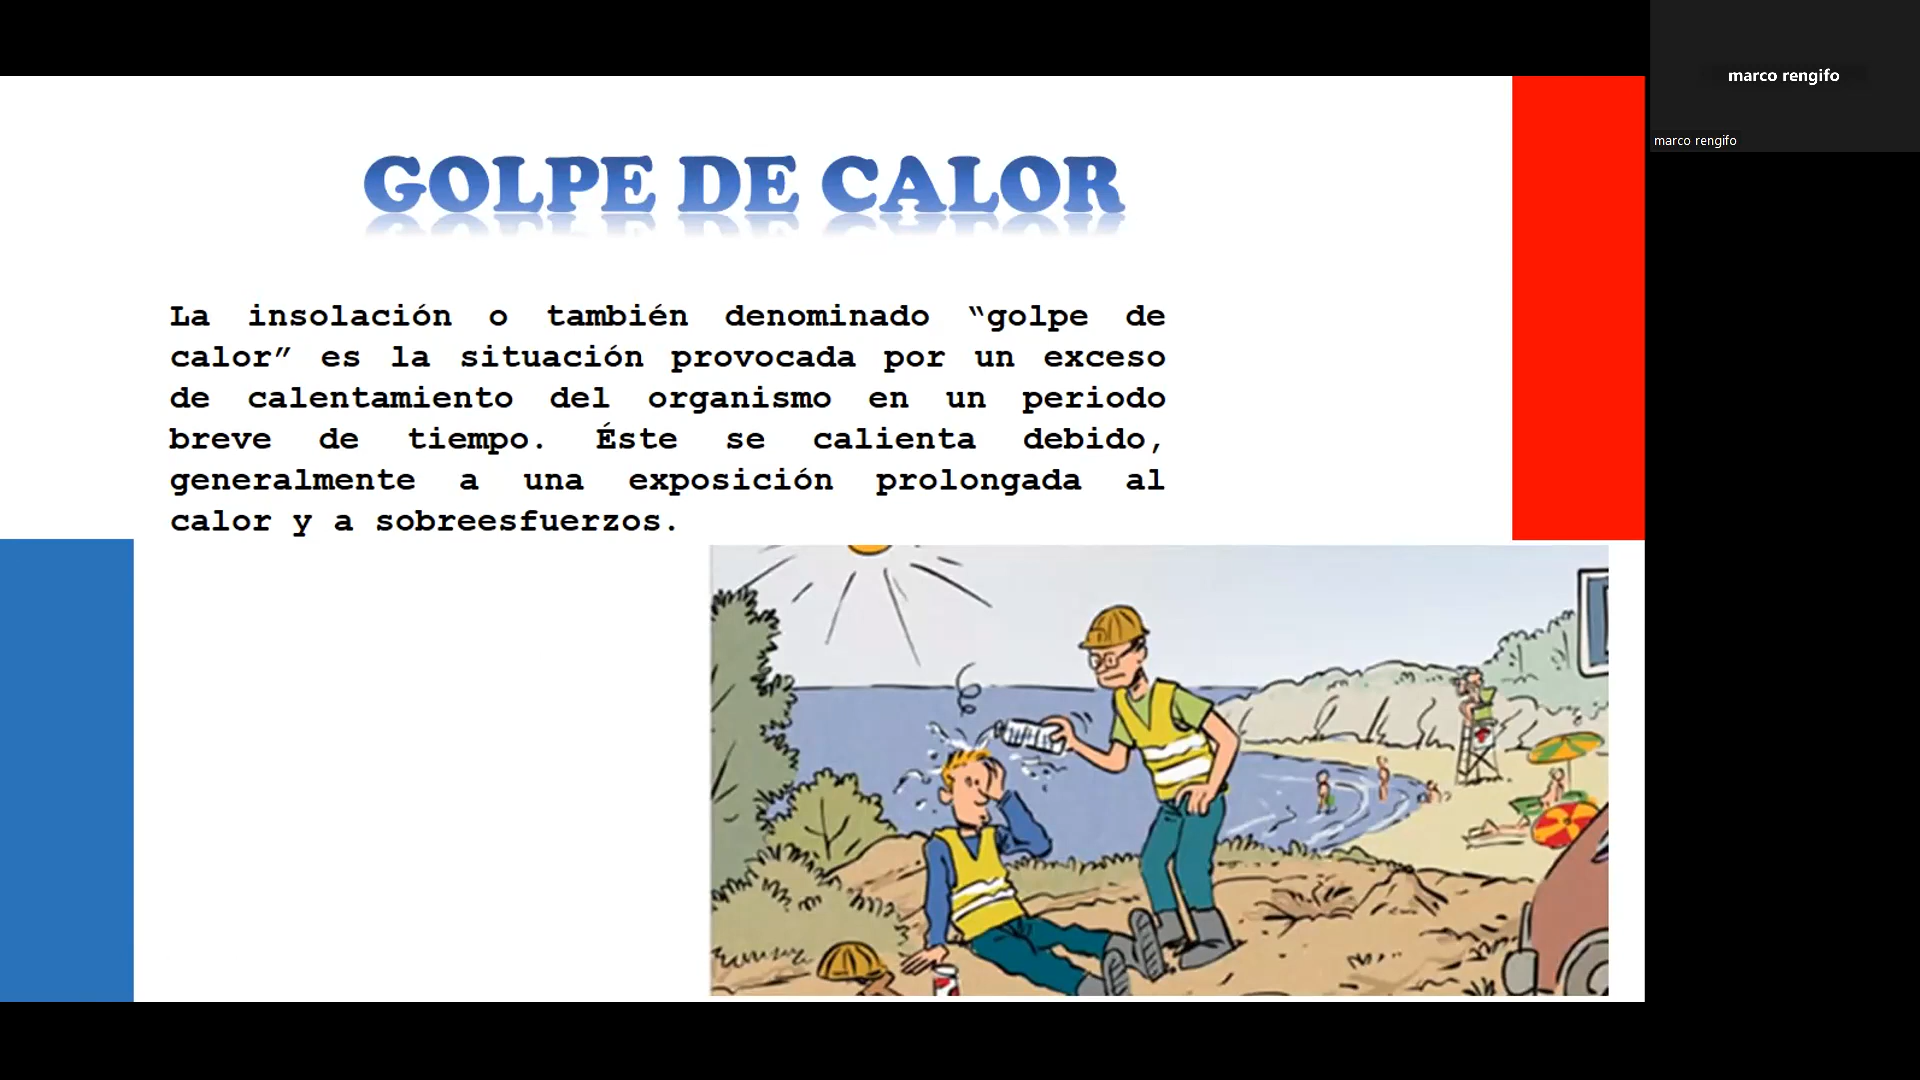 marco rengifo
marco rengifo
GOLPE DE CALOR
La insolación o también denominado “golpe de
calor” es la situación provocada por un exceso
de calentamiento del organismo en un periodo
breve de tiempo. Éste se calienta debido,
generalmente a una exposición prolongada al
calor y a sobreesfuerzos.